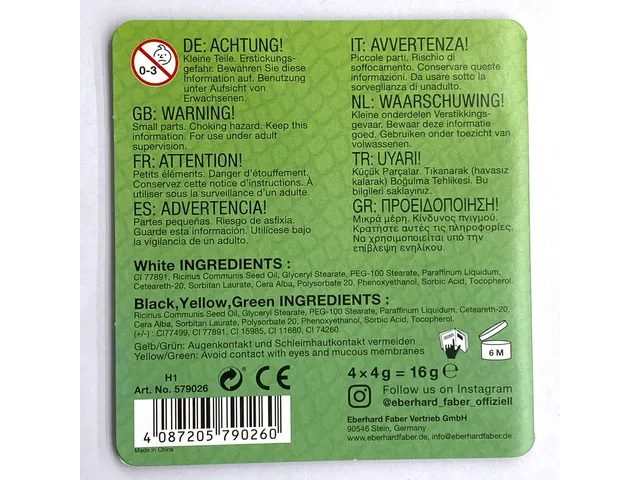 0-3
DE: ACHTUNG!
Kleine Teile. Erstickungs-
gefahr. Bewahren Sie diese
Information auf. Benutzung
unter Aufsicht von
Erwachsenen.
GB: WARNING!
Small parts. Choking hazard. Keep this
information. For use under adult
supervision.
FR: ATTENTION!
Petits éléments. Danger d'étouffement.
Conservez cette notice d'instructions. À
utiliser sous la surveillance d'un adulte.
ES: ADVERTENCIA!
Partes pequeñas. Riesgo de asfixia.
Guarde esta información. Utilícese bajo
la vigilancia de un adulto.
IT: AVVERTENZA!
Piccole parti. Rischio di
soffocamento. Conservare queste
informazioni. Da usare sotto la
sorveglianza di unadulto.
NL: WAARSCHUWING!
Kleine onderdelen Verstikkings-
gevaar. Bewaar deze informatie
goed. Gebruiken onder toezicht van
volwassenen.
TR: UYARI!
Küçük Parçalar. Tıkanarak (havasız
kalarak) Boğulma Tehlikesi. Bu
bilgileri saklayınız.
GR: ΠΡΟΕΙΔΟΠΟΙΗΣΗ!
Μικρά μέρη. Κίνδυνος πνιγμού.
Κρατήστε αυτές τις πληροφορίες.
Να χρησιμοποιείται υπό την
επίβλεψη ενηλίκου.
White INGREDIENTS :
CI 77891, Ricinus Communis Seed Oil, Glyceryl Stearate, PEG-100 Stearate, Paraffinum Liquidum,
Ceteareth-20, Sorbitan Laurate, Cera Alba, Polysorbate 20. Phenoxyethanol, Sorbic Acid, Tocopherol.
Black,Yellow,Green INGREDIENTS :
Ricinus Communis Seed Oil, Glyceryl Stearate, PEG-100 Stearate, Paraffinum Liquidum, Ceteareth-20,
Cera Alba, Sorbitan Laurate, Polysorbate 20. Phenoxyethanol, Sorbic Acid, Tocopherol.
(+/-) : CI77499, CI 77891, C 15985, CI 11680, CI 74260.
Gelb/Grün: Augenkontakt und Schleimhautkontakt vermeiden
Yellow/Green: Avoid contact with eyes and mucous membranes
6 M
H1
Art. No. 579026
CE
4 x 4g = 16g e
Follow us on Instagram
@eberhard_faber_offiziell
4 087205 790260
Made in China
Eberhard Faber Vertrieb GmbH
90546 Stein, Germany
www.eberhardfaber.de · info@eberhardfaber.de